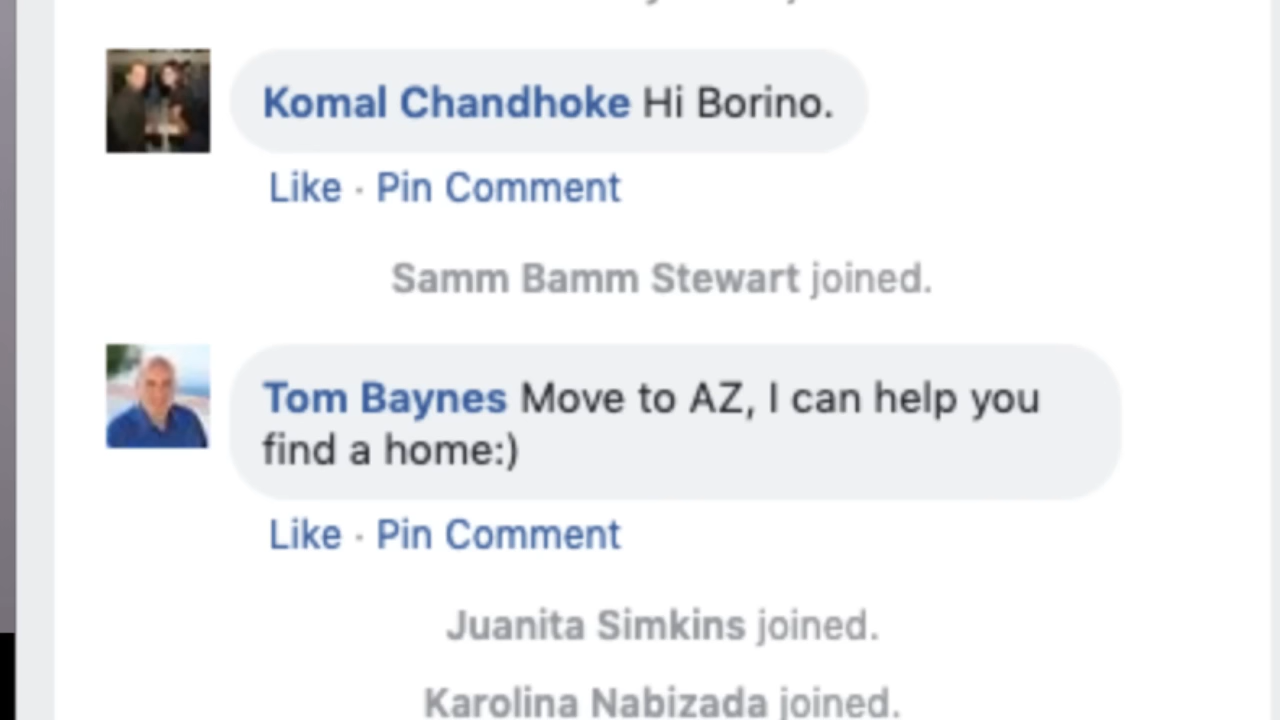 Komal Chandhoke Hi Borino.
Like · Pin Comment
Samm Bamm Stewart joined.
Tom Baynes Move to AZ, I can help you
find a home:)
Like · Pin Comment
Juanita Simkins joined.
Karolina Nabizada joined.